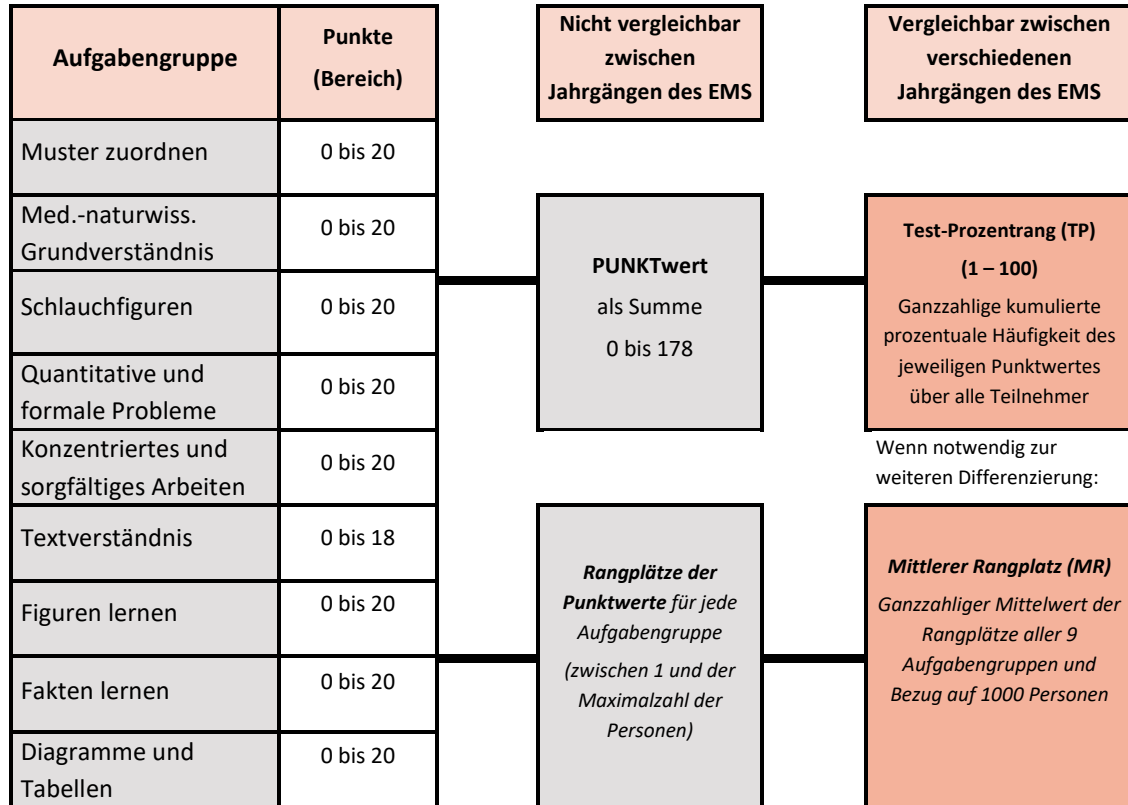 Aufgabengruppe
Punkte
(Bereich)
Muster zuordnen
0 bis 20
Med.-naturwiss.
Grundverständnis
0 bis 20
Schlauchfiguren
0 bis 20
Quantitative und
formale Probleme
0 bis 20
Konzentriertes und
sorgfältiges Arbeiten
0 bis 20
Textverständnis
0 bis 18
Figuren lernen
0 bis 20
Fakten lernen
0 bis 20
Diagramme und
Tabellen
0 bis 20
Nicht vergleichbar
zwischen
Jahrgängen des EMS
PUNKTwert
als Summe
0 bis 178
Rangplätze der
Punktwerte für jede
Aufgabengruppe
(zwischen 1 und der
Maximalzahl der
Personen)
Vergleichbar zwischen
verschiedenen
Jahrgängen des EMS
Test-Prozentrang (TP)
(1 – 100)
Ganzzahlige kumulierte
prozentuale Häufigkeit des
jeweiligen Punktwertes
über alle Teilnehmer
Wenn notwendig zur
weiteren Differenzierung:
Mittlerer Rangplatz (MR)
Ganzzahliger Mittelwert der
Rangplätze aller 9
Aufgabengruppen und
Bezug auf 1000 Personen